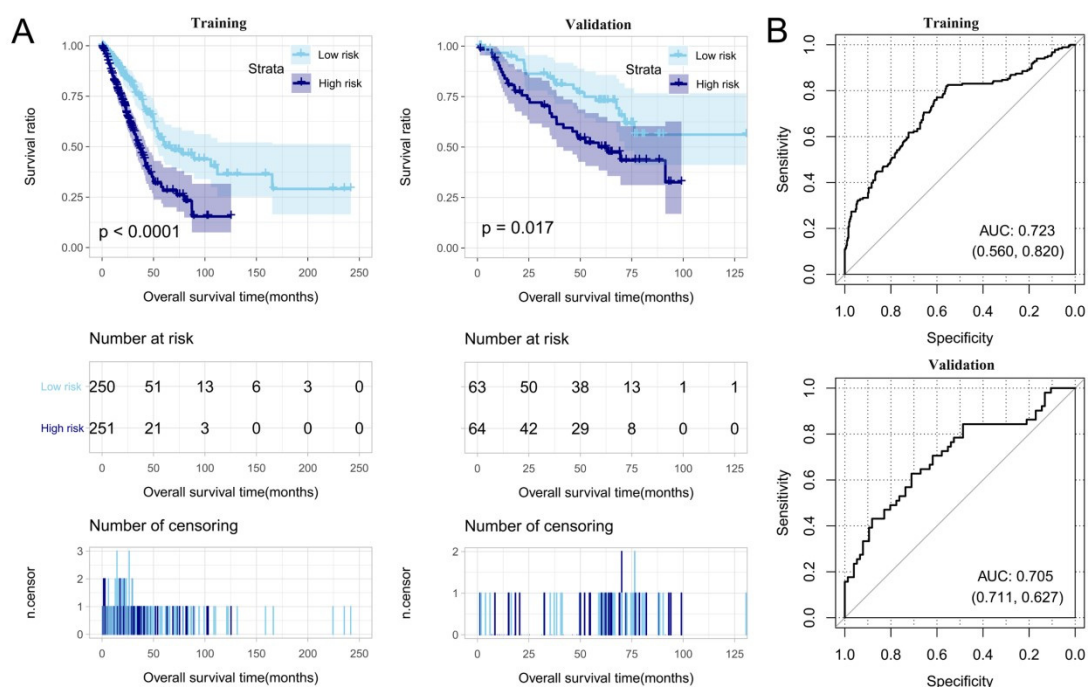 A
Training
Survival ratio
1.00
0.75
0.50
0.25
0.00
Strata
Low risk
High risk
p < 0.0001
0 50 100 150 200 250
Overall survival time(months)
Number at risk
Low risk 250 51 13 6 3 0
High risk 251 21 3 0 0 0
0 50 100 150 200 250
Overall survival time(months)
Number of censoring
n.censor
3
2
1
0
0 50 100 150 200 250
Overall survival time(months)
Validation
Survival ratio
1.00
0.75
0.50
0.25
0.00
Strata
Low risk
High risk
p = 0.017
0 25 50 75 100 125
Overall survival time(months)
Number at risk
63 50 38 13 1 1
64 42 29 8 0 0
0 25 50 75 100 125
Overall survival time(months)
Number of censoring
n.censor
2
1
0
0 25 50 75 100 125
Overall survival time(months)
B
Training
Sensitivity
1.0
0.8
0.6
0.4
0.2
0.0
AUC: 0.723
(0.560, 0.820)
1.0 0.8 0.6 0.4 0.2 0.0
Specificity
Validation
Sensitivity
1.0
0.8
0.6
0.4
0.2
0.0
AUC: 0.705
(0.711, 0.627)
1.0 0.8 0.6 0.4 0.2 0.0
Specificity